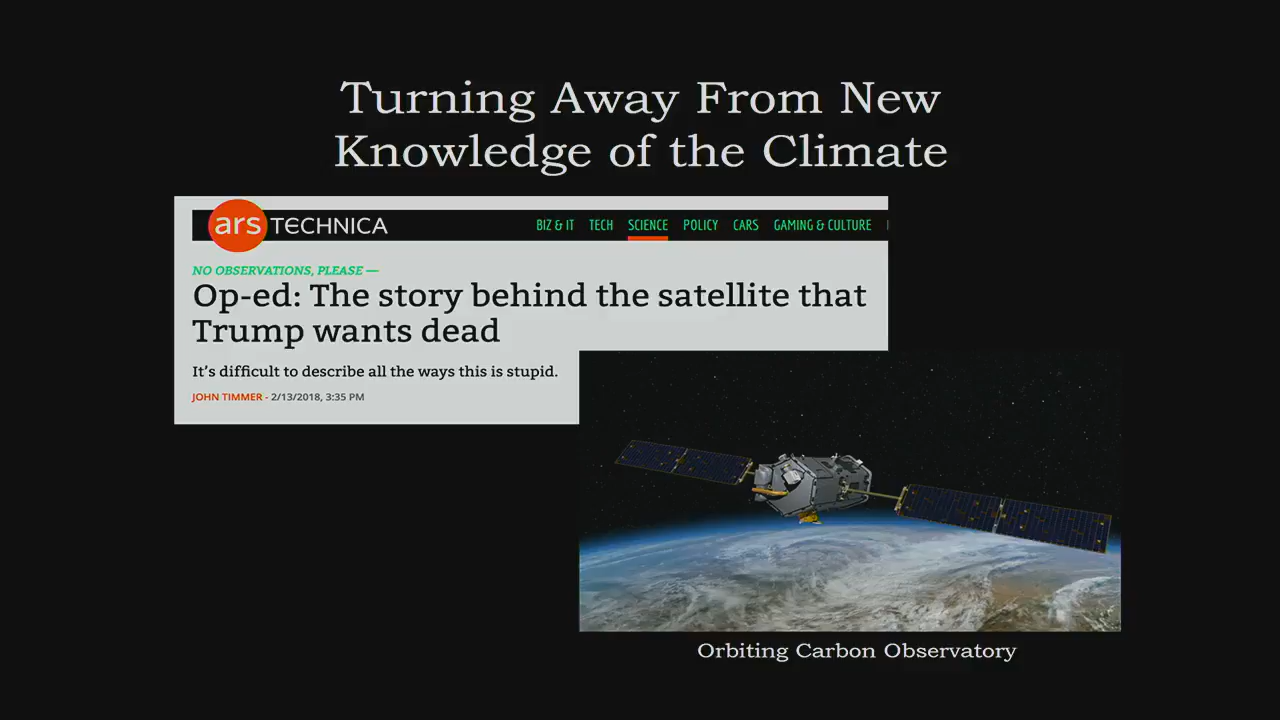 Turning Away From New
Knowledge of the Climate
ars TECHNICA
BIZ & IT TECH SCIENCE POLICY CARS GAMING & CULTURE
NO OBSERVATIONS, PLEASE —
Op-ed: The story behind the satellite that
Trump wants dead
It's difficult to describe all the ways this is stupid.
JOHN TIMMER - 2/13/2018, 3:35 PM
Orbiting Carbon Observatory